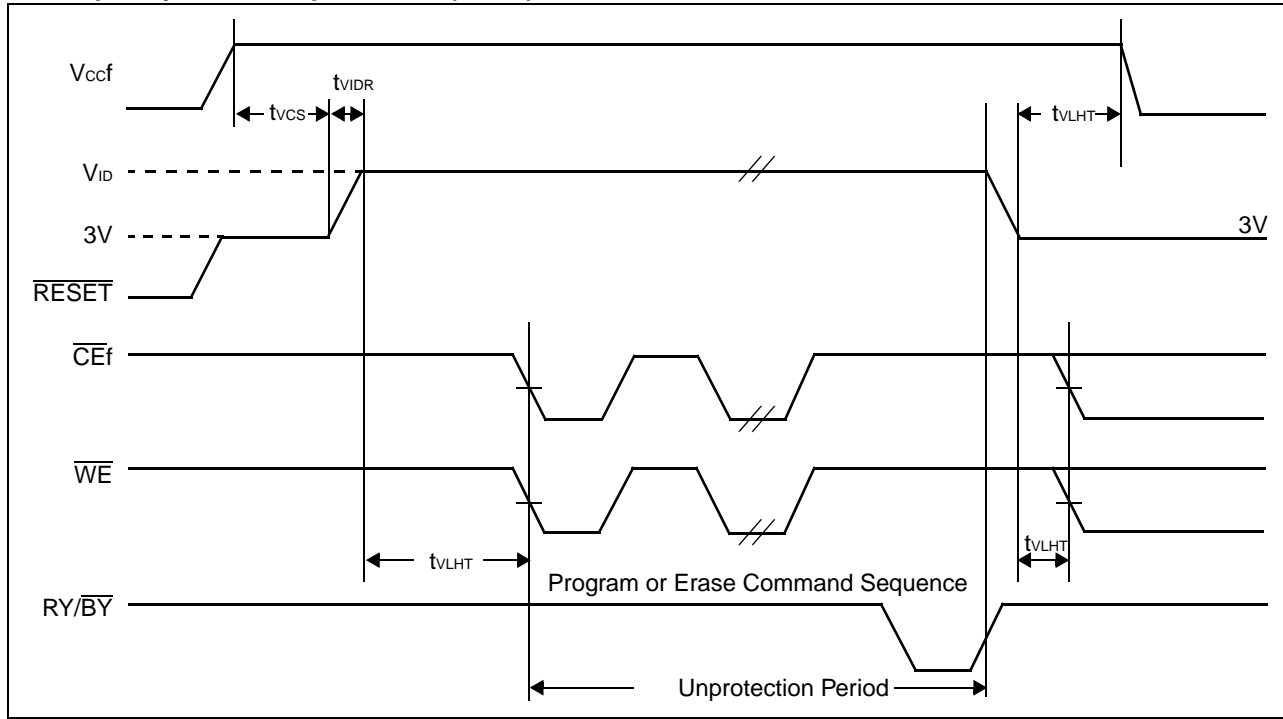 VCCf
tVIDR
tVCS
tVLHT
VID
3V
3V
RESET
CEf
WE
tVLHT
tVLHT
Program or Erase Command Sequence
RY/BY
Unprotection Period